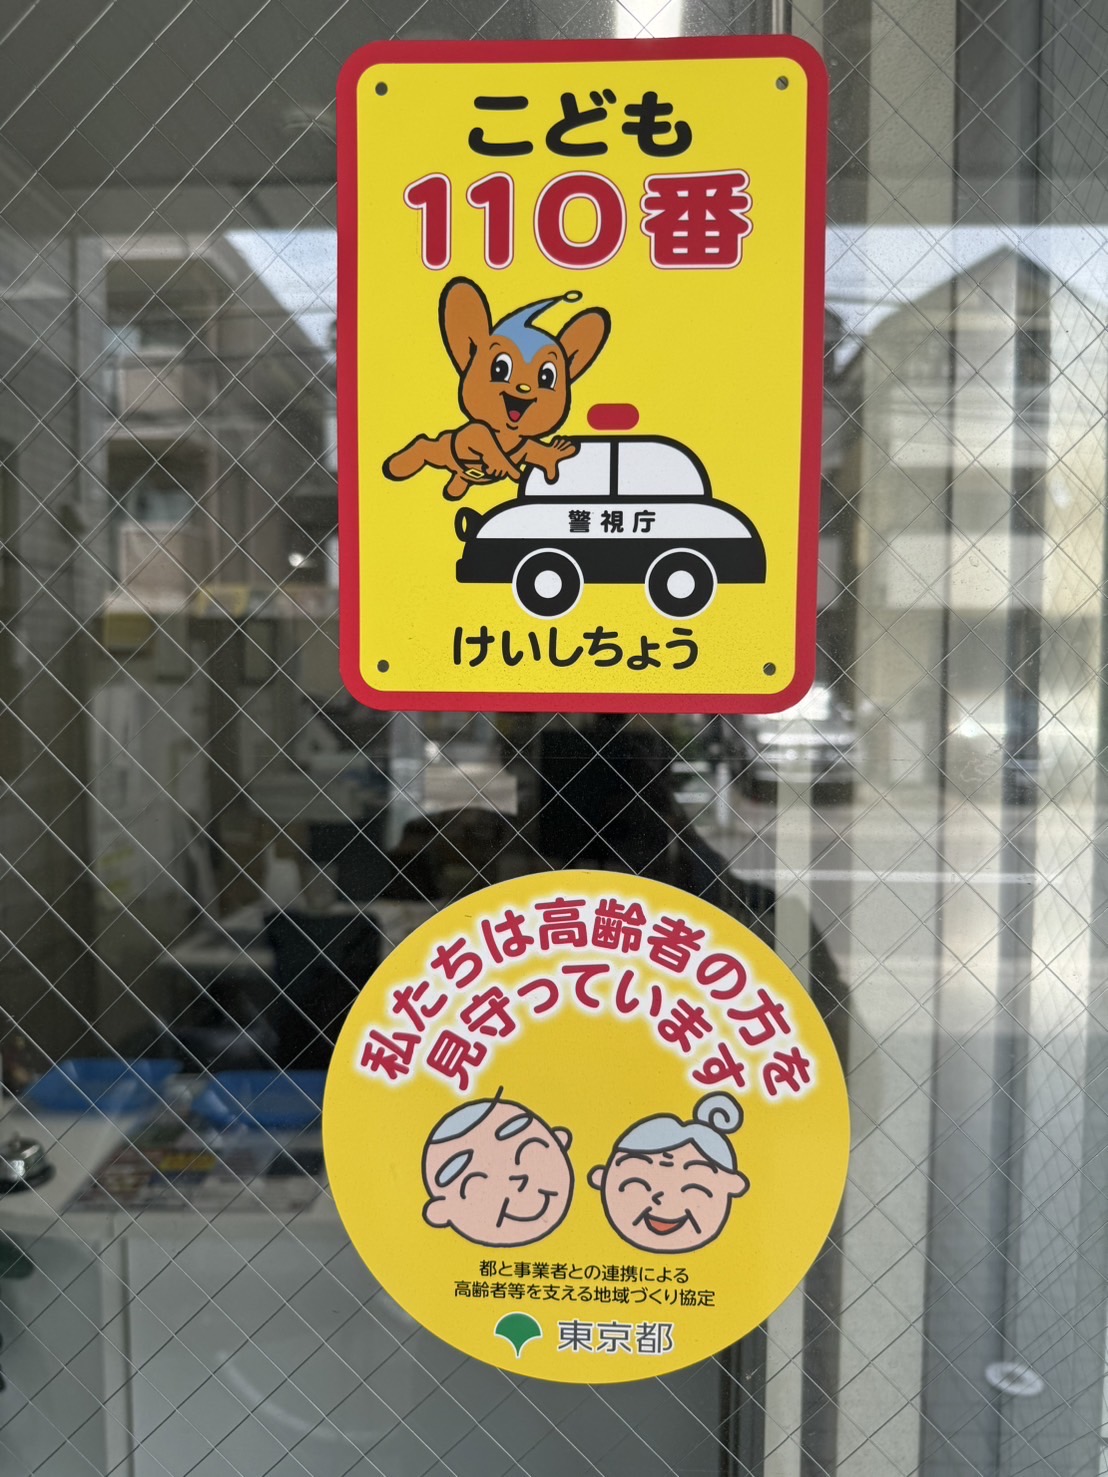 こども
110番
警視庁
けいしちょう
私たちは高齢者の方を
見守っています
都と事業者との連携による
高齢者等を支える地域づくり協定
東京都